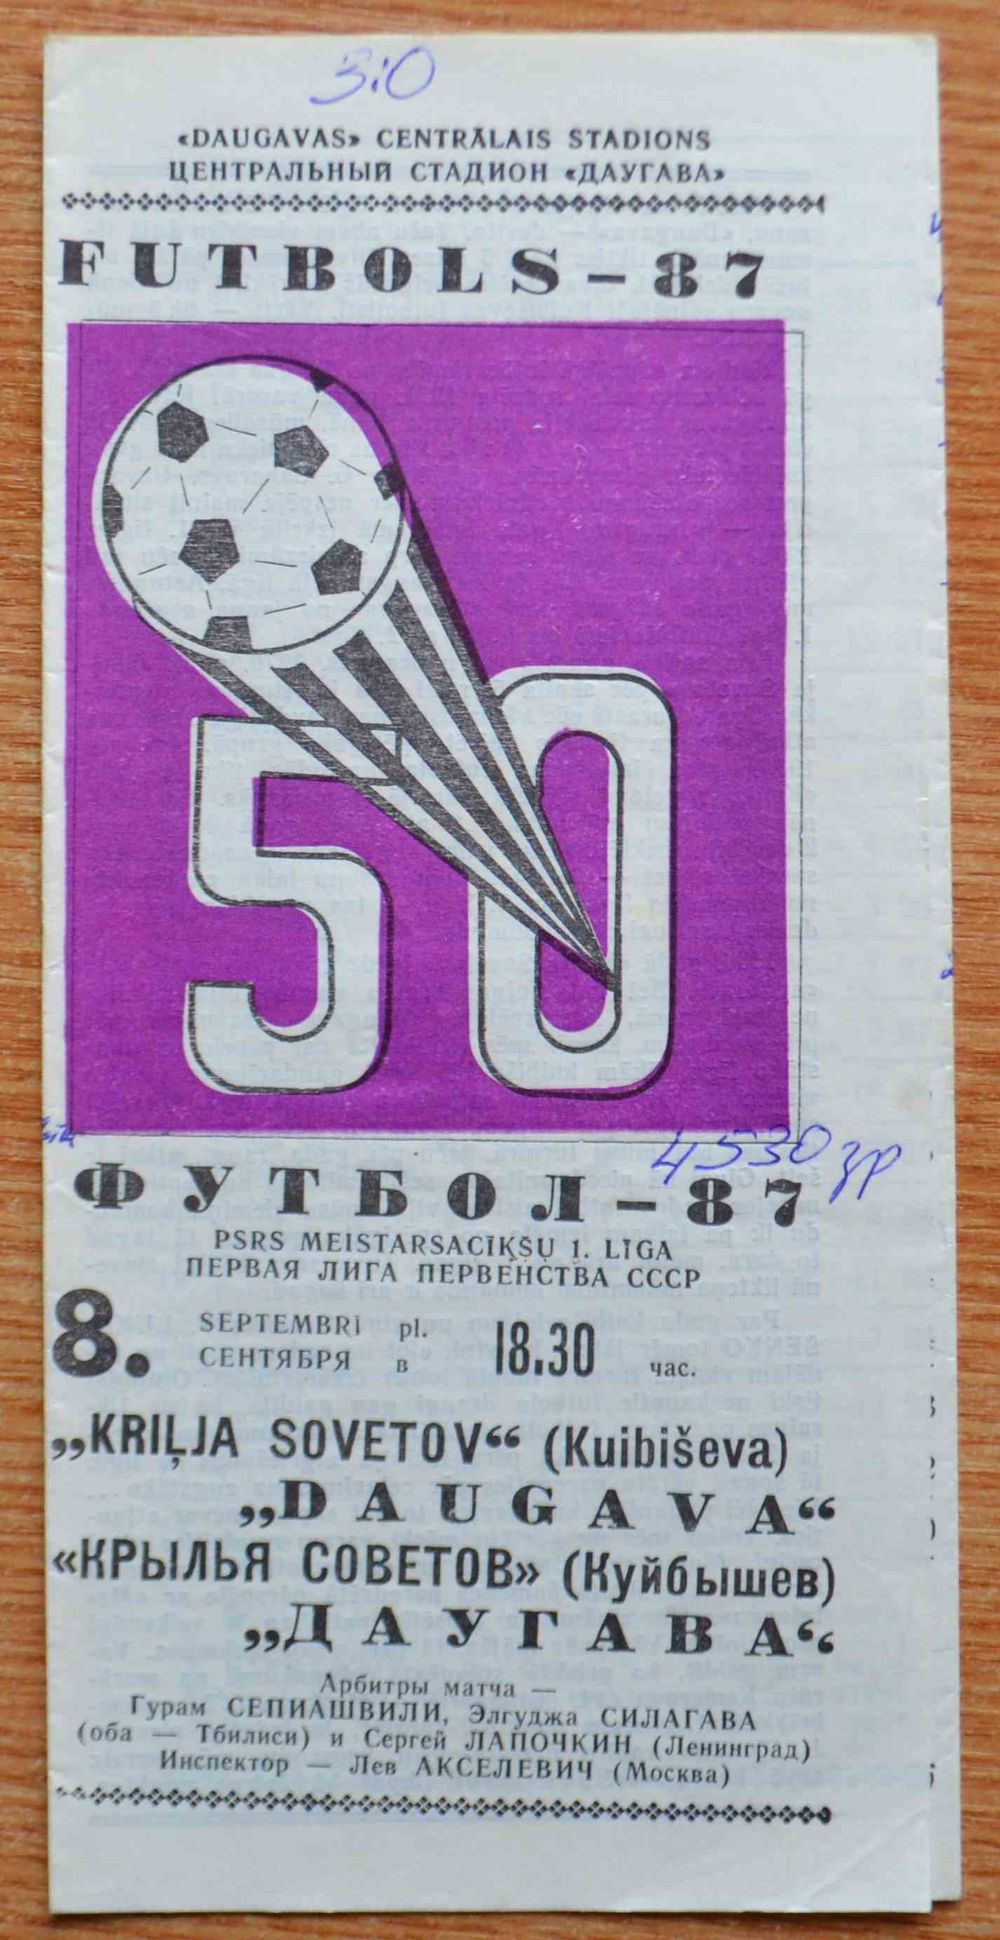 3:0
«DAUGAVAS» CENTRĀLAIS STADIONS
ЦЕНТРАЛЬНЫЙ СТАДИОН «ДАУГАВА»
FUTBOLS – 87
50
4530 зр
ФУТБОЛ – 87
PSRS MEISTARSACĪKŠU 1. LĪGA
ПЕРВАЯ ЛИГА ПЕРВЕНСТВА СССР
8. SEPTEMBRĪ pl. 18.30
СЕНТЯБРЯ в час.
„KRIĻJA SOVETOV“ (Kuibiševa)
„DAUGAVA“
«КРЫЛЬЯ СОВЕТОВ» (Куйбышев)
„ДАУГАВА“
Арбитры матча —
Гурам СЕПИАШВИЛИ, Элгуджа СИЛАГАВА
(оба — Тбилиси) и Сергей ЛАПОЧКИН (Ленинград)
Инспектор — Лев АКСЕЛЕВИЧ (Москва)